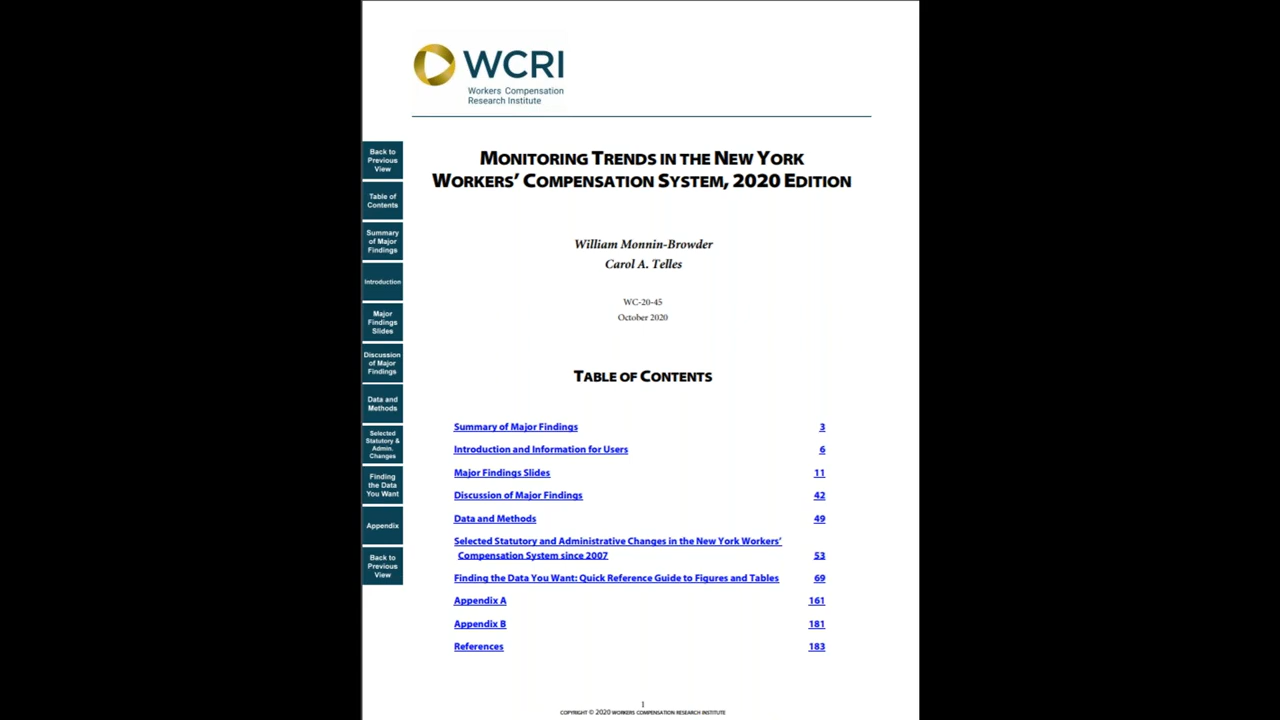 WCRI
Workers Compensation
Research Institute
MONITORING TRENDS IN THE NEW YORK
WORKERS’ COMPENSATION SYSTEM, 2020 EDITION
William Monnin-Browder
Carol A. Telles
WC-20-45
October 2020
TABLE OF CONTENTS
Summary of Major Findings 3
Introduction and Information for Users 6
Major Findings Slides 11
Discussion of Major Findings 42
Data and Methods 49
Selected Statutory and Administrative Changes in the New York Workers’
Compensation System since 2007 53
Finding the Data You Want: Quick Reference Guide to Figures and Tables 69
Appendix A 161
Appendix B 181
References 183
1
COPYRIGHT © 2020 WORKERS COMPENSATION RESEARCH INSTITUTE
Back to
Previous
View
Table of
Contents
Summary
of Major
Findings
Introduction
Major
Findings
Slides
Discussion
of Major
Findings
Data and
Methods
Selected
Statutory &
Admin.
Changes
Finding
the Data
You Want
Appendix
Back to
Previous
View